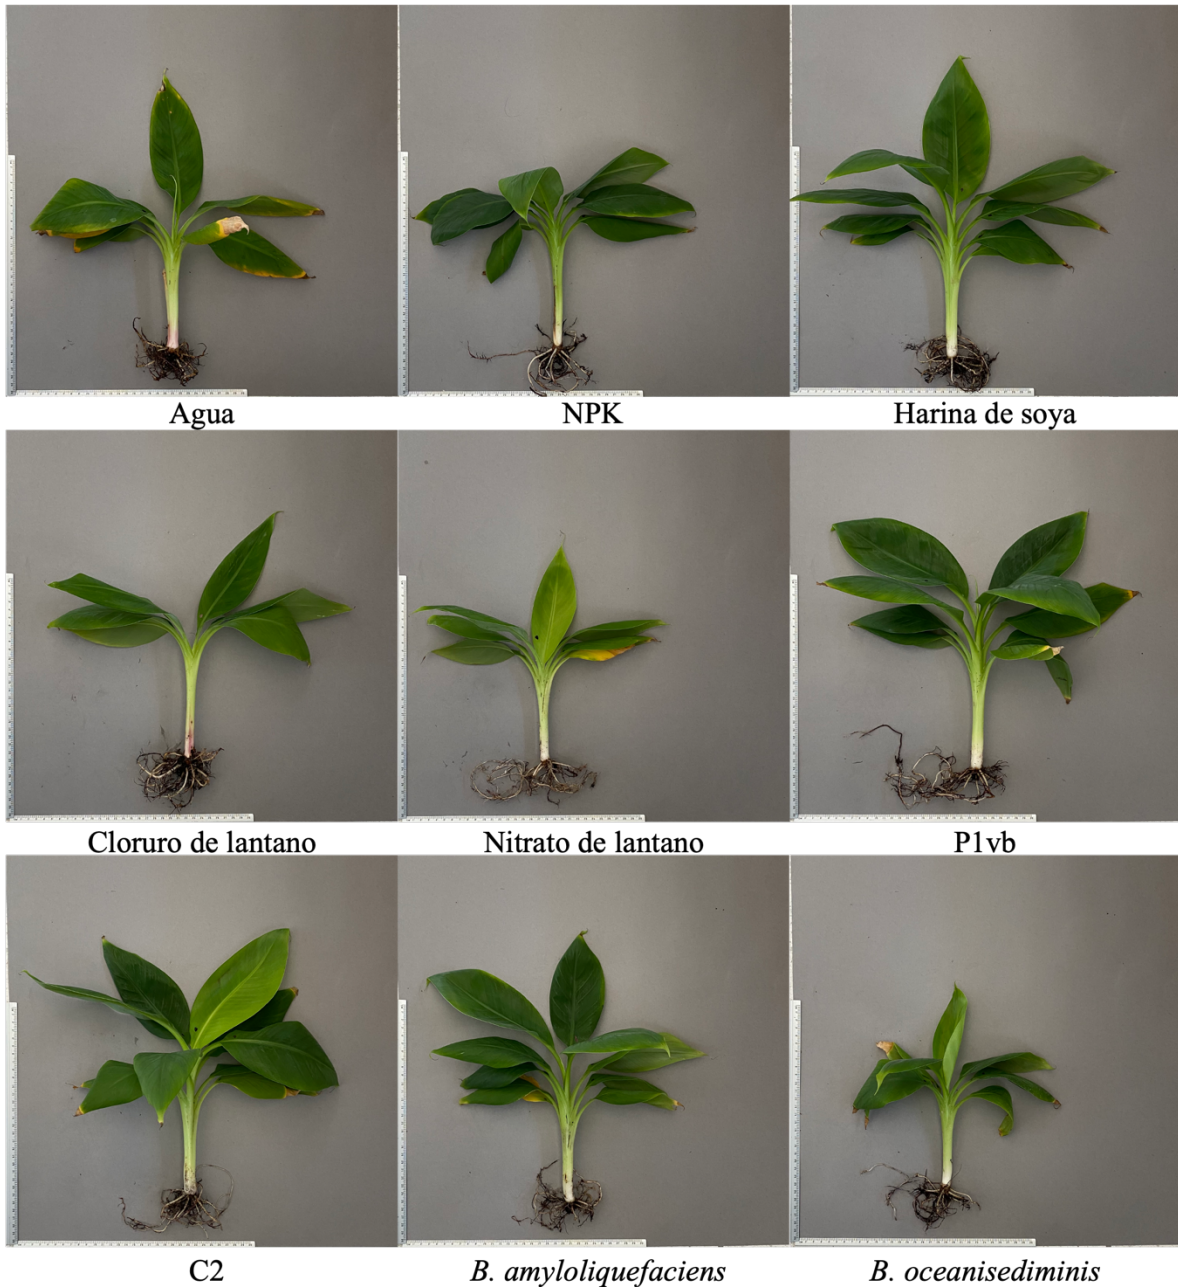 Agua
NPK
Harina de soya
Cloruro de lantano
Nitrato de lantano
P1vb
C2
B. amyloliquefaciens
B. oceanisediminis